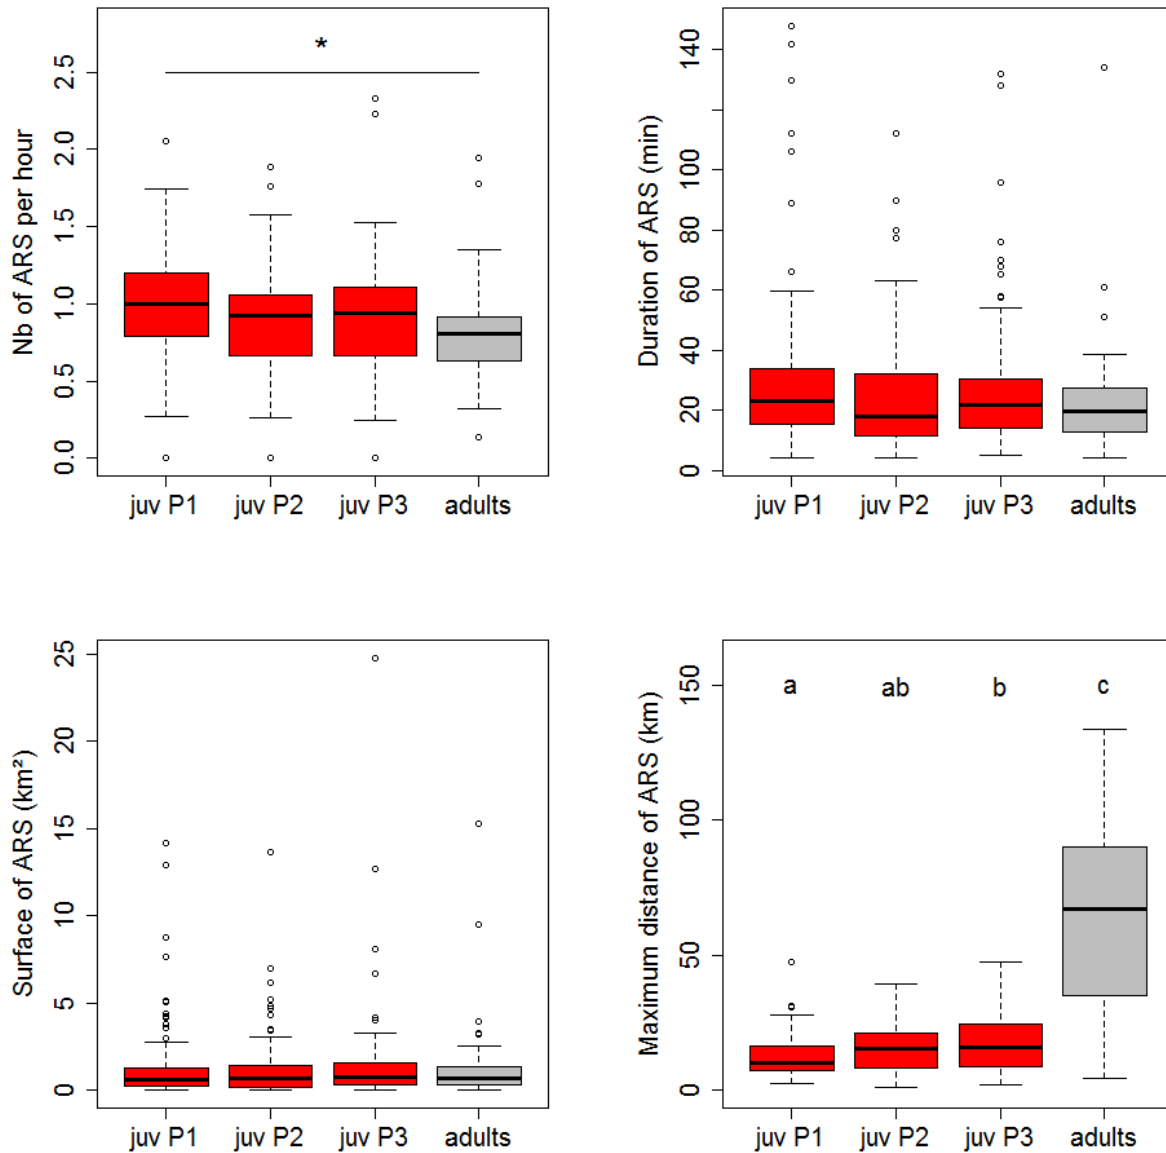 Nb of ARS per hour
2.5
2.0
1.5
1.0
0.5
0.0
*
juv P1 juv P2 juv P3 adults
Duration of ARS (min)
140
100
80
60
40
20
0
juv P1 juv P2 juv P3 adults
Surface of ARS (km²)
25
20
15
10
5
0
juv P1 juv P2 juv P3 adults
Maximum distance of ARS (km)
150
100
50
0
a ab b c
juv P1 juv P2 juv P3 adults